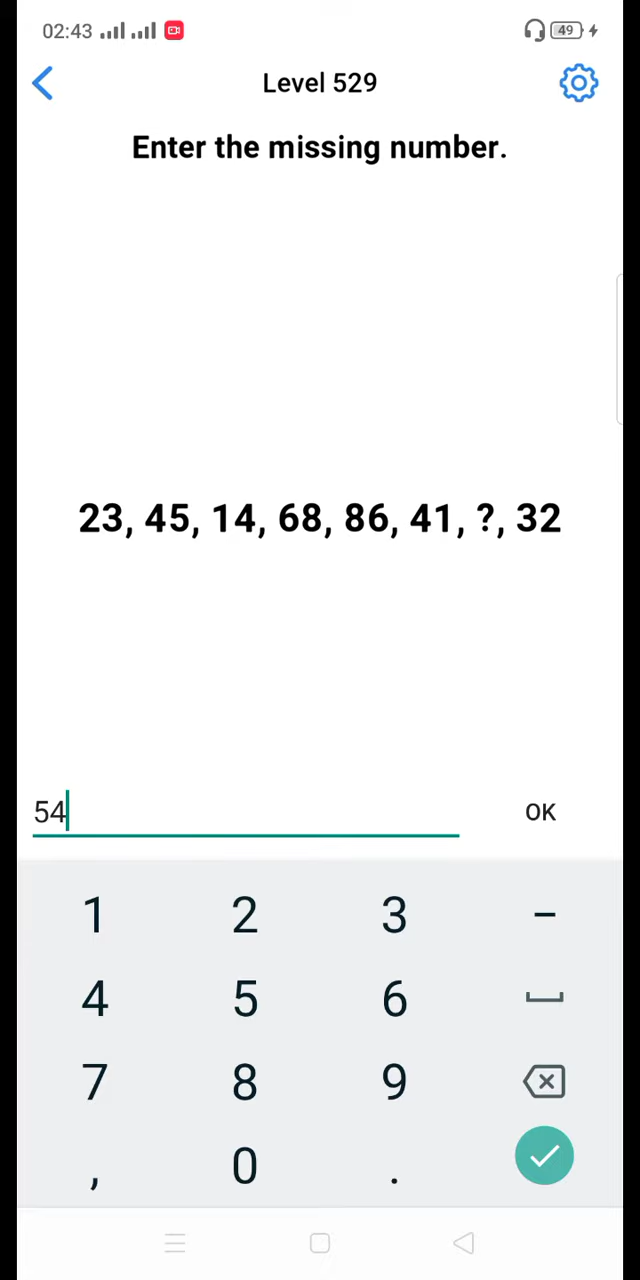 02:43 49
Level 529
Enter the missing number.
23, 45, 14, 68, 86, 41, ?, 32
54 OK
1 2 3 –
4 5 6
7 8 9
, 0 .